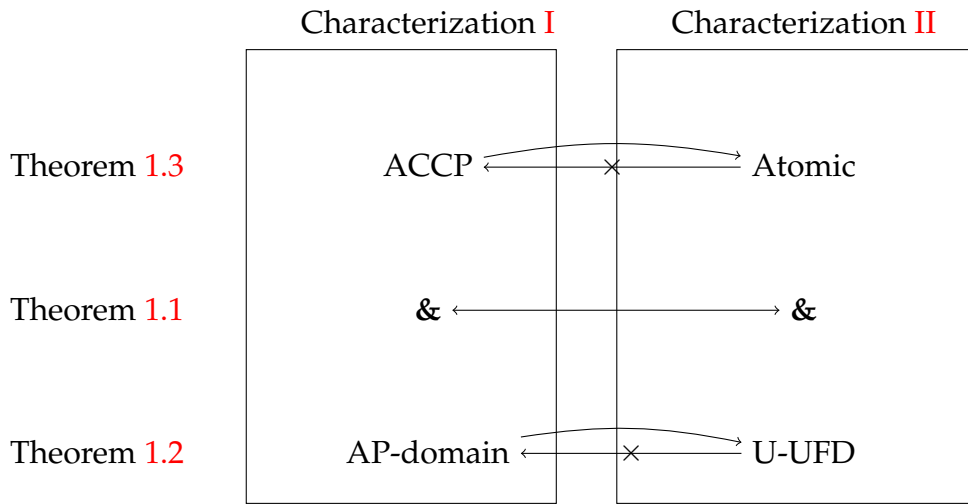 Characterization I Characterization II
Theorem 1.3 ACCP Atomic
Theorem 1.1 & &
Theorem 1.2 AP-domain U-UFD